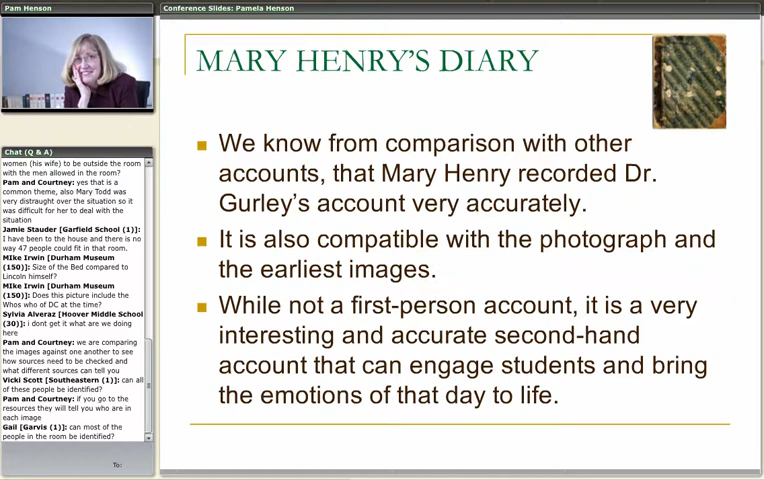 Pam Henson
Conference Slides: Pamela Henson
MARY HENRY'S DIARY
We know from comparison with other
accounts, that Mary Henry recorded Dr.
Gurley's account very accurately.
It is also compatible with the photograph and
the earliest images.
While not a first-person account, it is a very
interesting and accurate second-hand
account that can engage students and bring
the emotions of that day to life.
Chat (Q & A)
women (his wife) to be outside the room
with the men allowed in the room?
Pam and Courtney: yes that is a
common theme, also Mary Todd was
very distraught over the situation so it
was difficult for her to deal with the
situation
Jamie Stauder [Garfield School (1)]:
I have been to the house and there is no
way 47 people could fit in that room.
MIke Irwin [Durham Museum
(150)]: Size of the Bed compared to
Lincoln himself?
MIke Irwin [Durham Museum
(150)]: Does this picture include the
Whos who of DC at the time?
Sylvia Alveraz [Hoover Middle School
(30)]: i dont get it what are we doing
here
Pam and Courtney: we are comparing
the images against one another to see
how sources need to be checked and
what different sources can tell you
Vicki Scott [Southeastern (1)]: can all
of these people be identified?
Pam and Courtney: if you go to the
resources they will tell you who are in
each image
Gail [Garvis (1)]: can most of the
people in the room be identified?
To: